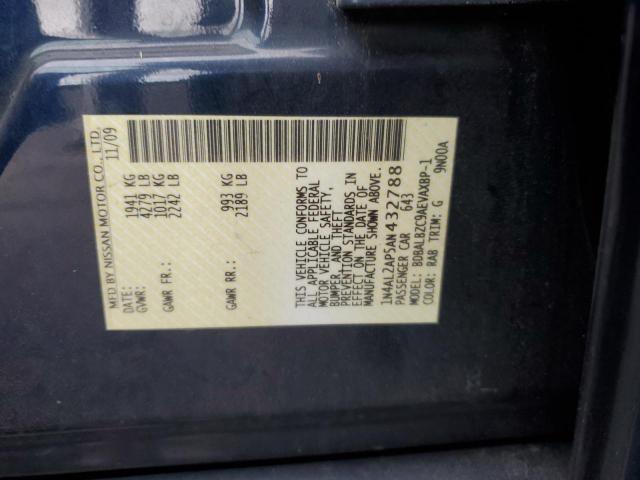 MFD BY NISSAN MOTOR CO., LTD.
DATE: 11/09
GVWR: 1941 KG
4279 LB
GAWR FR: 1017 KG
2242 LB
GAWR RR: 993 KG
2189 LB
THIS VEHICLE CONFORMS TO
ALL APPLICABLE FEDERAL
MOTOR VEHICLE SAFETY,
BUMPER, AND THEFT
PREVENTION STANDARDS IN
EFFECT ON THE DATE OF
MANUFACTURE SHOWN ABOVE.
1N4AL2AP5AN432788
PASSENGER CAR 643
MODEL: BDBALBZC9AEVAXBP-1
COLOR: RAB TRIM: G 9N00A